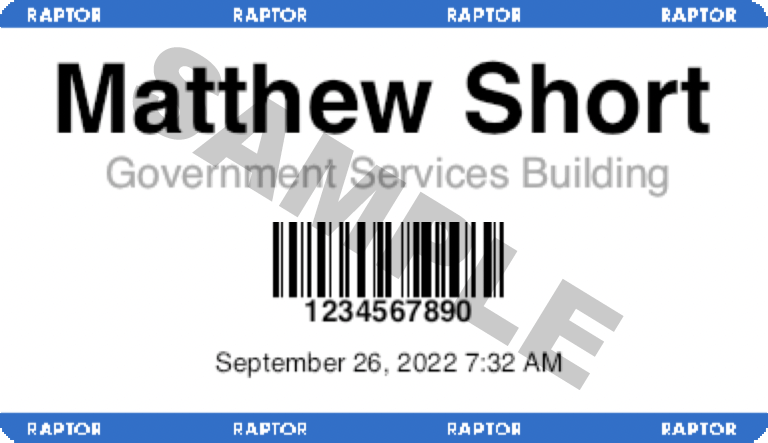 RAPTOR RAPTOR RAPTOR RAPTOR
Matthew Short
Government Services Building
SAMPLE
1234567890
September 26, 2022 7:32 AM
RAPTOR RAPTOR RAPTOR RAPTOR